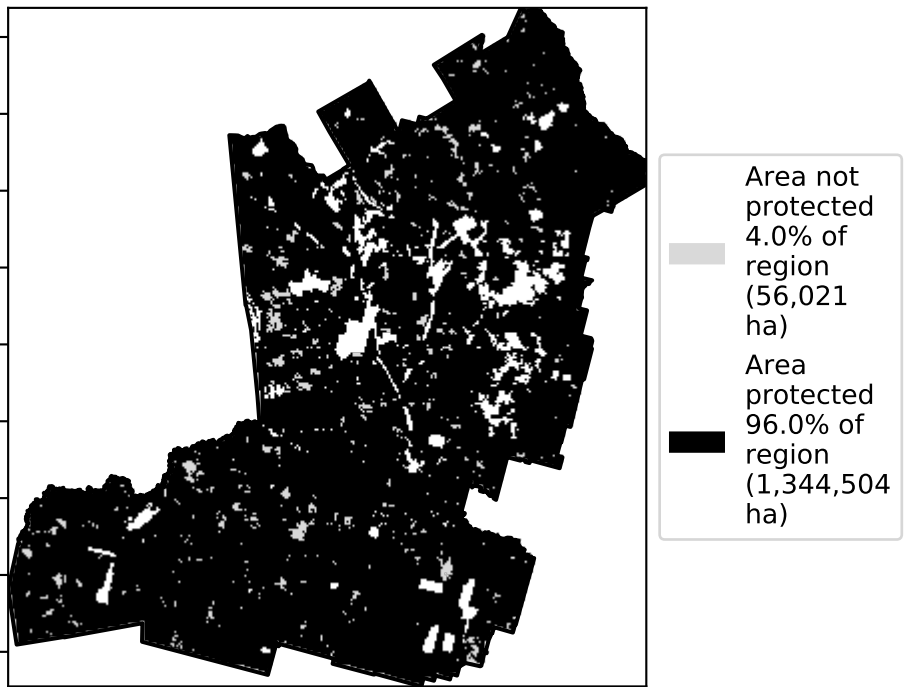 Area not
protected
4.0% of
region
(56,021
ha)
Area
protected
96.0% of
region
(1,344,504
ha)